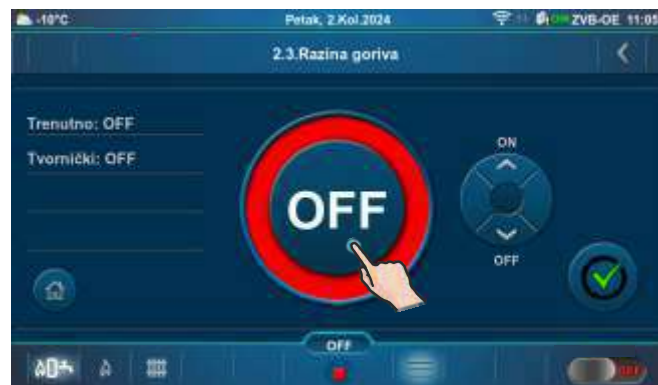 -10°C Petak, 2.Kol.2024 ZVB-OE 11:05
2.3.Razina goriva
Trenutno: OFF
Tvornički: OFF
ON
OFF
OFF
OFF
OFF